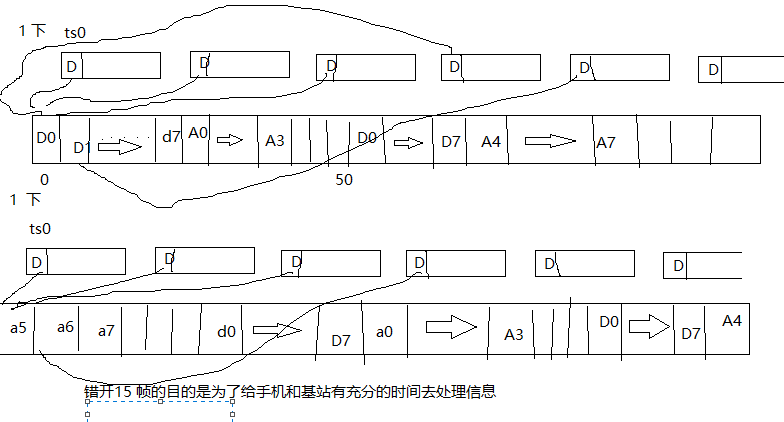 1 下 ts0
D D D D D D
D0 D1 d7 A0 A3 D0 D7 A4 A7
0 50
1 下
ts0
D D D D D D
a5 a6 a7 d0 D7 a0 A3 D0 D7 A4
错开15 帧的目的是为了给手机和基站有充分的时间去处理信息